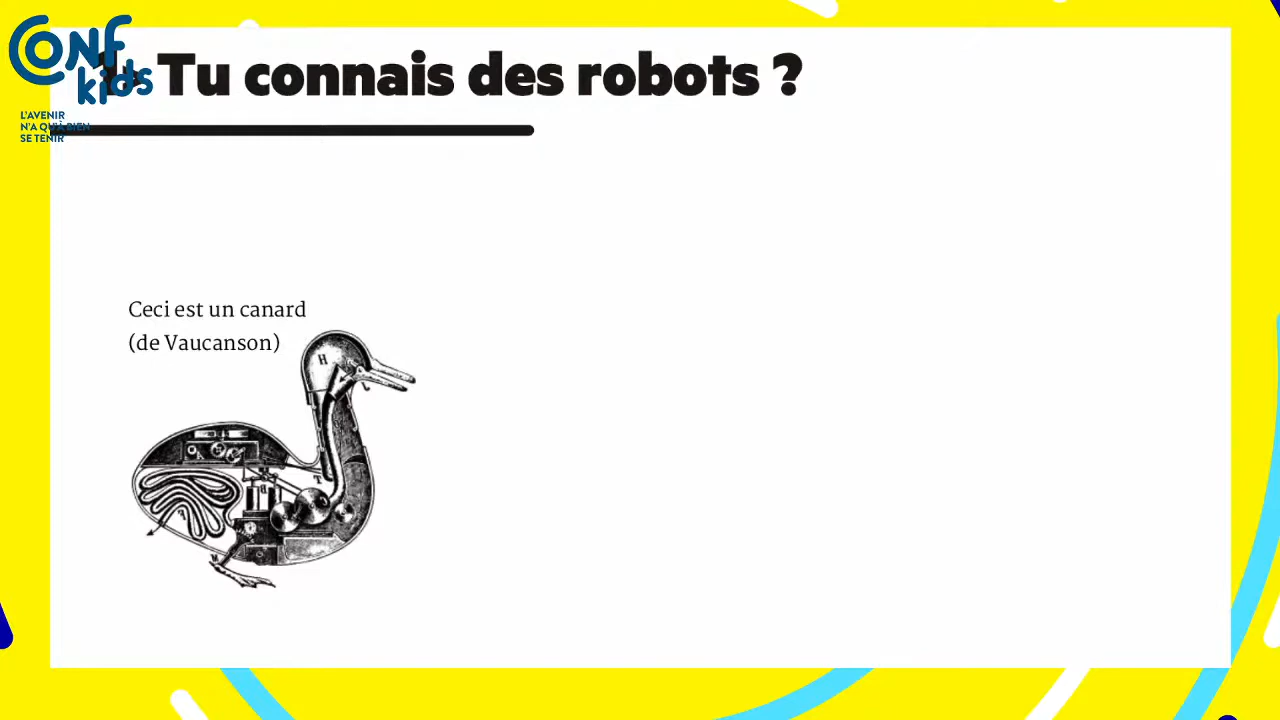 CONF
kids
L'AVENIR
N'A QU'À BIEN
SE TENIR
Tu connais des robots ?
Ceci est un canard
(de Vaucanson)
H
T
B